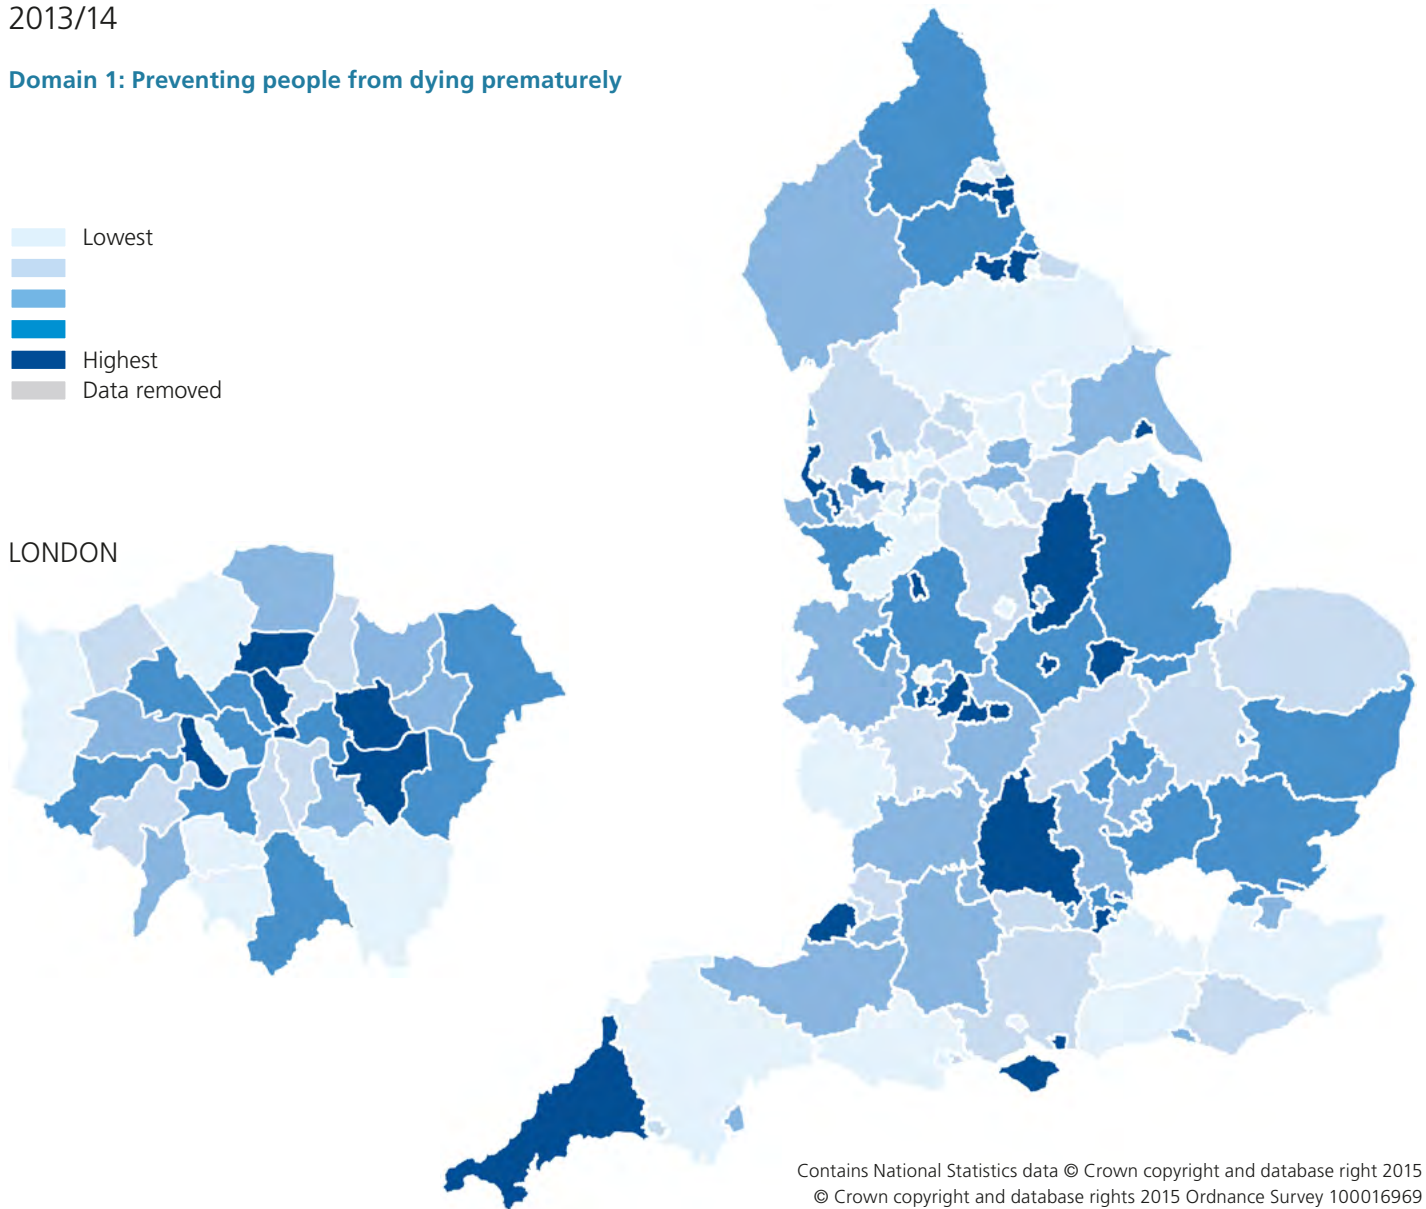 2013/14
Domain 1: Preventing people from dying prematurely
Lowest
Highest
Data removed
LONDON
Contains National Statistics data © Crown copyright and database right 2015
© Crown copyright and database rights 2015 Ordnance Survey 100016969